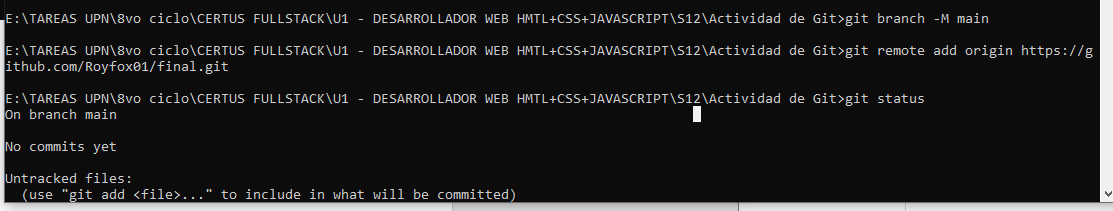 E:\TAREAS UPN\8vo ciclo\CERTUS FULLSTACK\U1 - DESARROLLADOR WEB HMTL+CSS+JAVASCRIPT\S12\Actividad de Git>git branch -M main
E:\TAREAS UPN\8vo ciclo\CERTUS FULLSTACK\U1 - DESARROLLADOR WEB HMTL+CSS+JAVASCRIPT\S12\Actividad de Git>git remote add origin https://g
ithub.com/Royfox01/final.git
E:\TAREAS UPN\8vo ciclo\CERTUS FULLSTACK\U1 - DESARROLLADOR WEB HMTL+CSS+JAVASCRIPT\S12\Actividad de Git>git status
On branch main
No commits yet
Untracked files:
  (use "git add <file>..." to include in what will be committed)